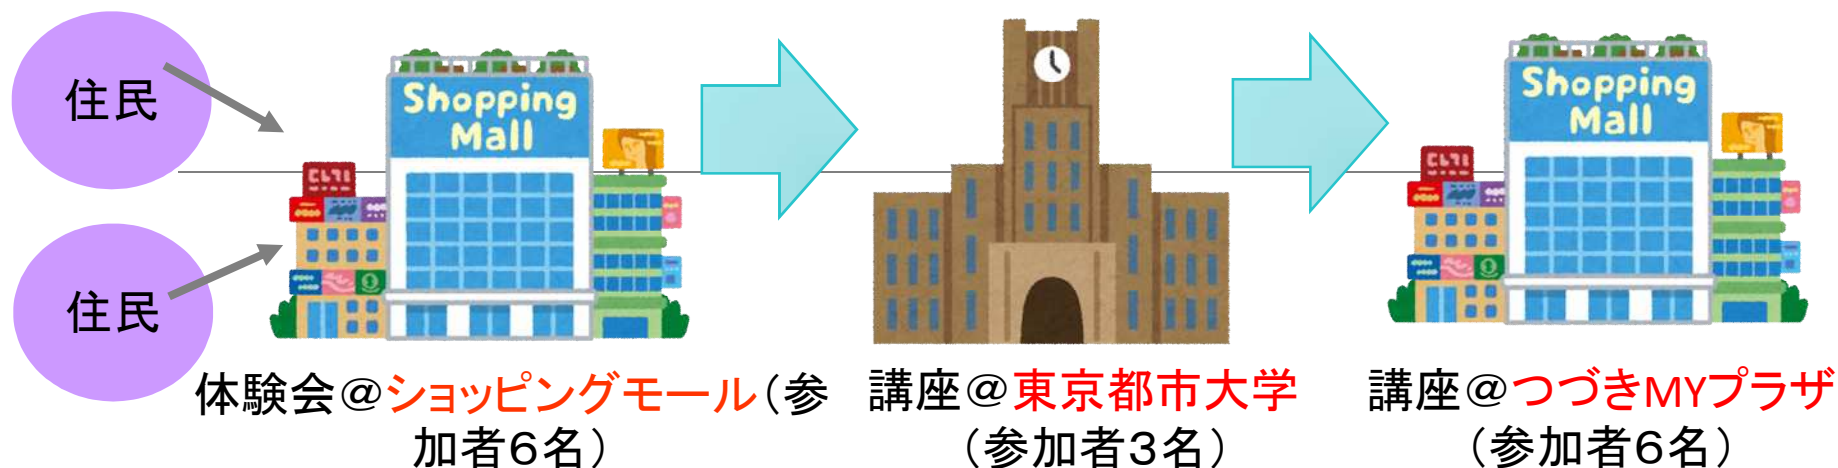 住民
住民
Shopping
Mall
体験会@ショッピングモール(参
加者6名)
講座@東京都市大学
(参加者3名)
Shopping
Mall
講座@つづきMYプラザ
(参加者6名)